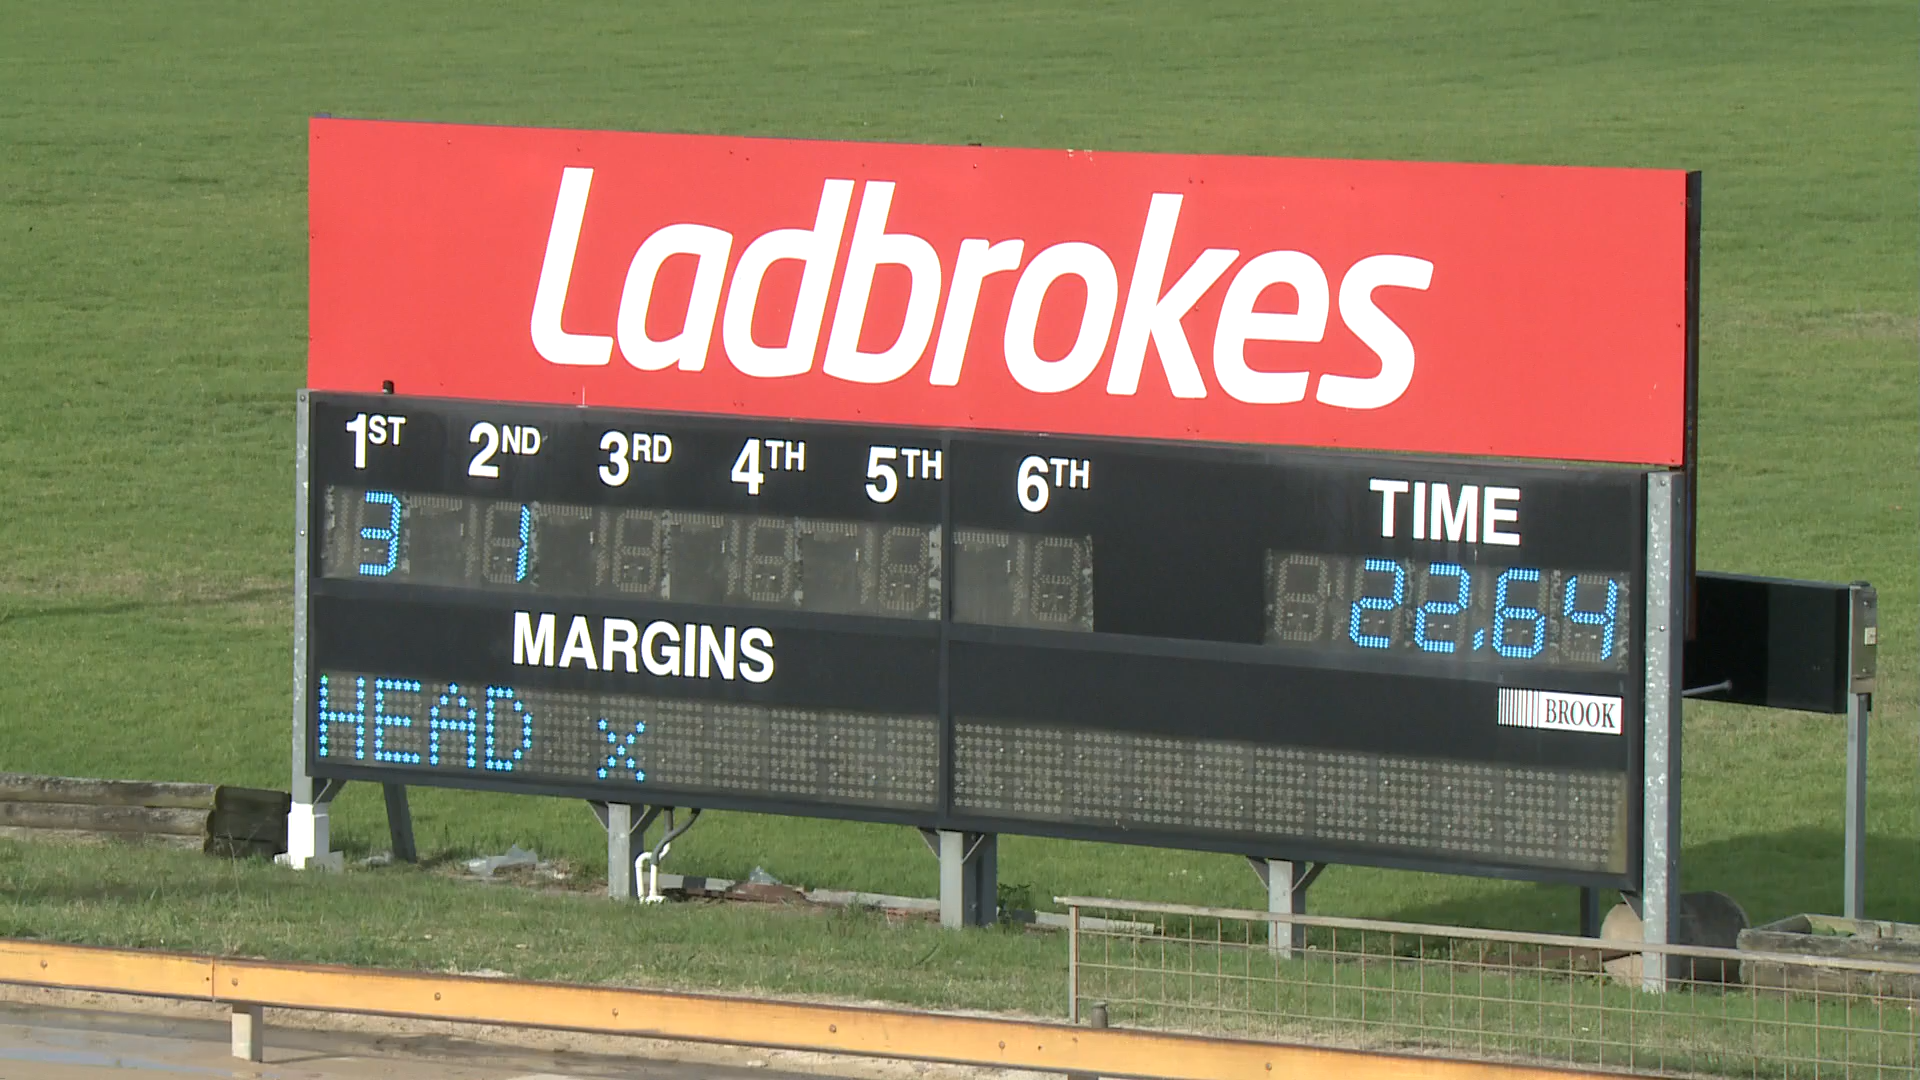 Ladbrokes
1ST 2ND 3RD 4TH 5TH 6TH TIME
3 1 22.64
MARGINS
BROOK
HEAD x